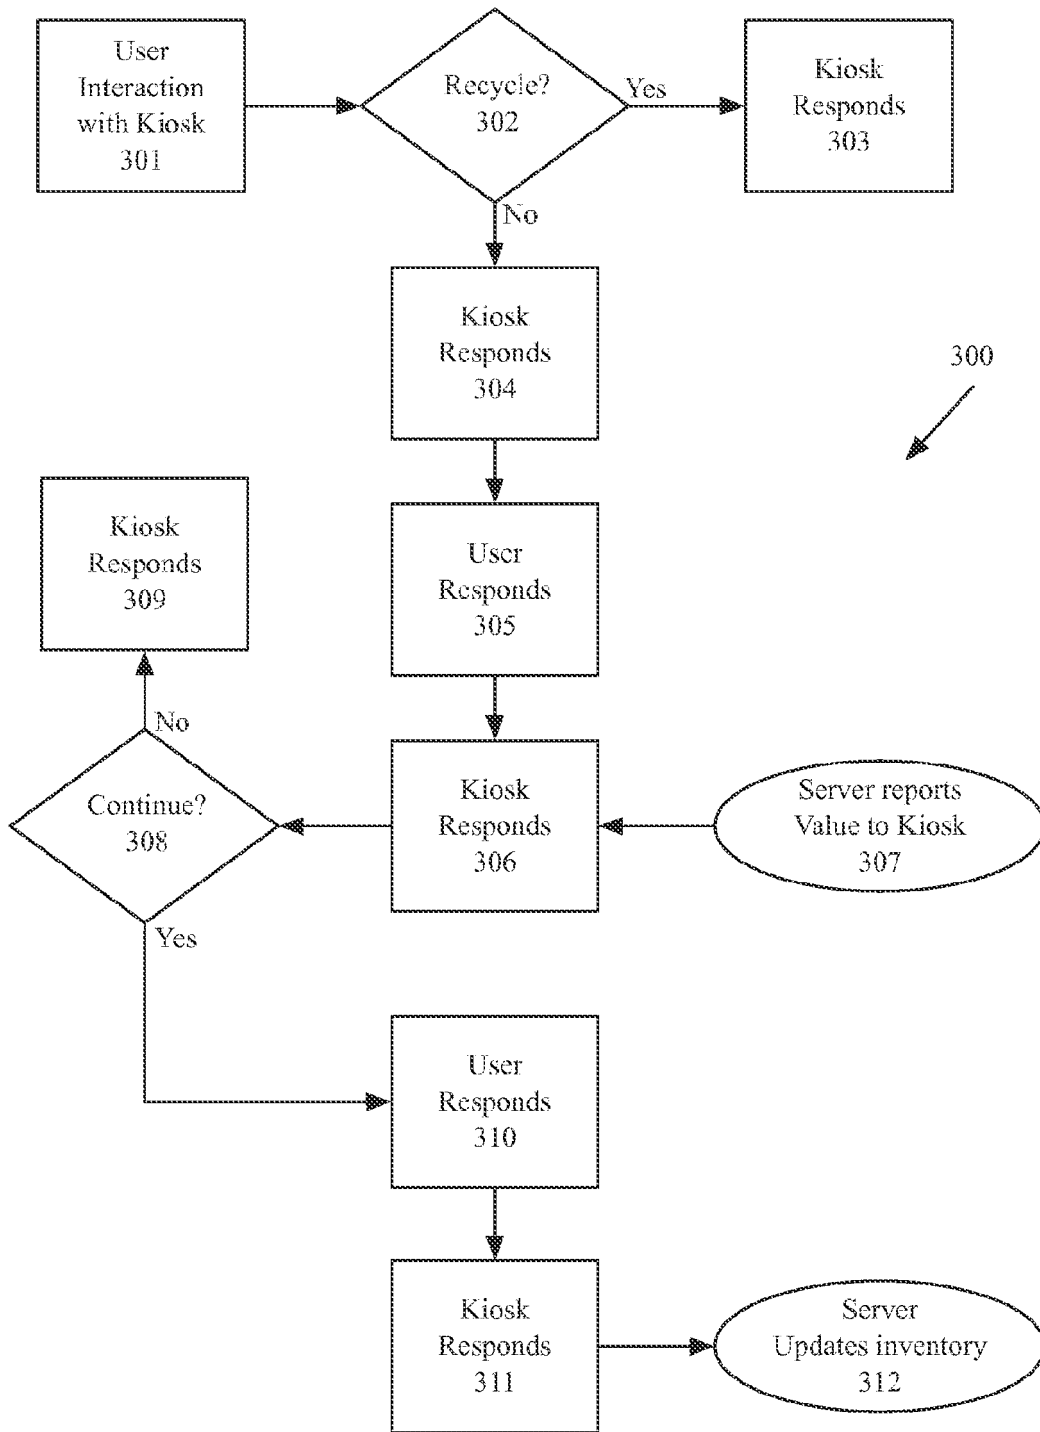 User
Interaction
with Kiosk
301
Recycle?
302
Yes
Kiosk
Responds
303
No
Kiosk
Responds
304
300
User
Responds
305
Kiosk
Responds
309
No
Continue?
308
Kiosk
Responds
306
Server reports
Value to Kiosk
307
Yes
User
Responds
310
Kiosk
Responds
311
Server
Updates inventory
312